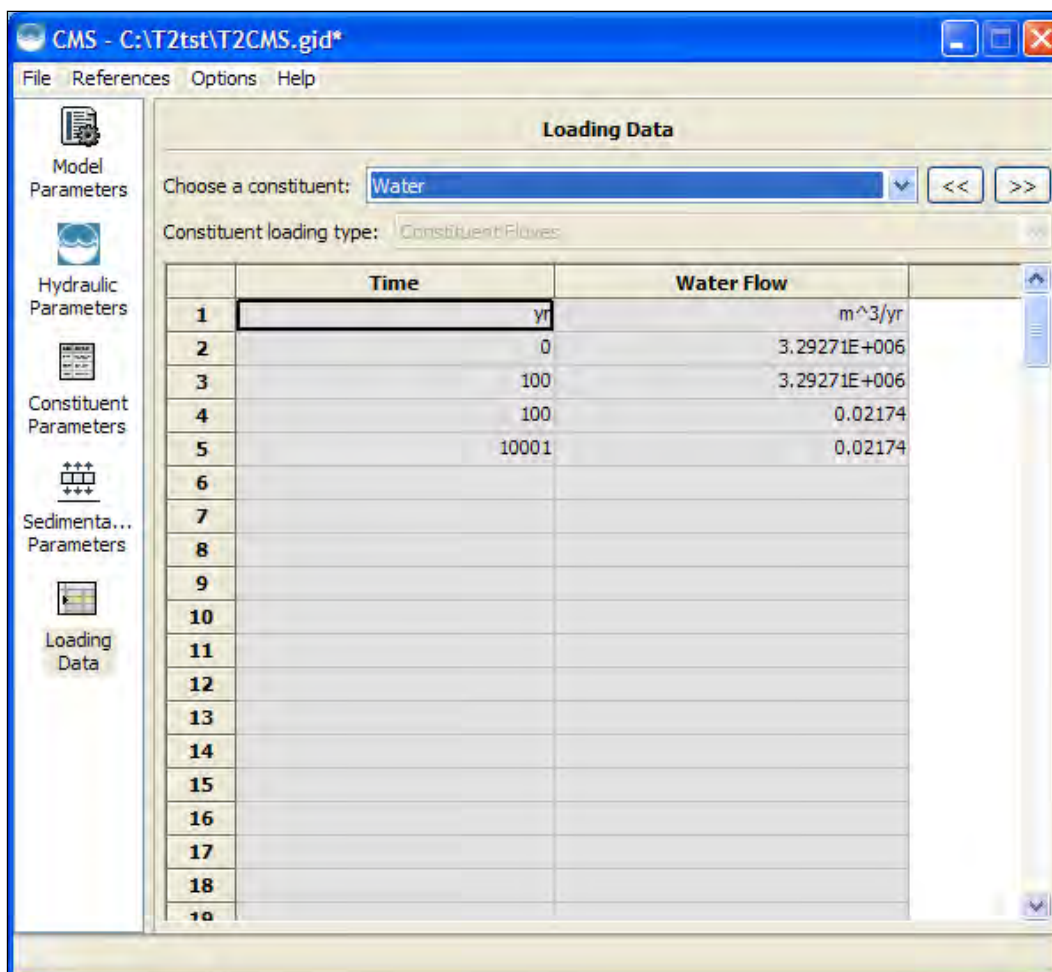 CMS - C:\T2tst\T2CMS.gid*
File References Options Help
Model
Parameters
Hydraulic
Parameters
Constituent
Parameters
Sedimenta...
Parameters
Loading
Data
Loading Data
Choose a constituent: Water << >>
Constituent loading type: Constituent Fluxes
Time Water Flow
1 yr m^3/yr
2 0 3.29271E+006
3 100 3.29271E+006
4 100 0.02174
5 10001 0.02174
6
7
8
9
10
11
12
13
14
15
16
17
18
19